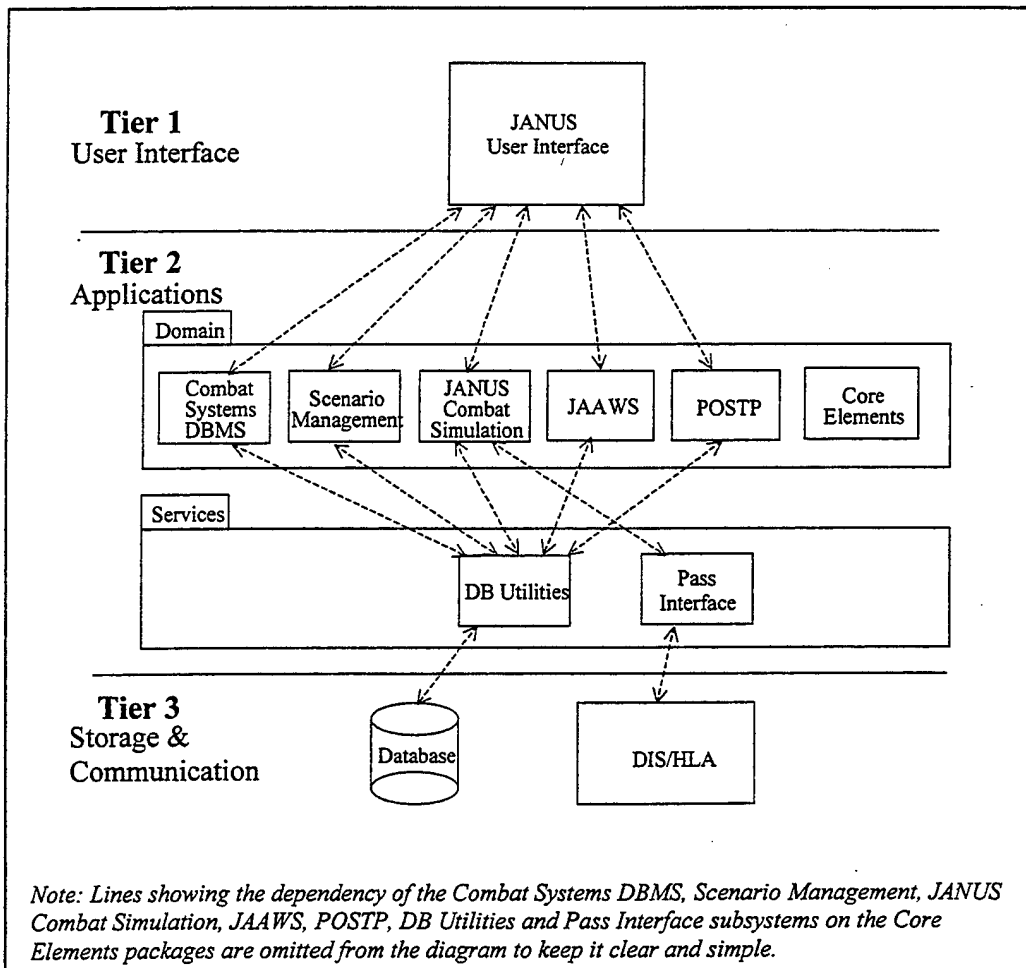 Tier 1
User Interface
JANUS
User Interface
Tier 2
Applications
Domain
Combat
Systems
DBMS
Scenario
Management
JANUS
Combat
Simulation
JAAWS
POSTP
Core
Elements
Services
DB Utilities
Pass
Interface
Tier 3
Storage &
Communication
Database
DIS/HLA
Note: Lines showing the dependency of the Combat Systems DBMS, Scenario Management, JANUS
Combat Simulation, JAAWS, POSTP, DB Utilities and Pass Interface subsystems on the Core
Elements packages are omitted from the diagram to keep it clear and simple.